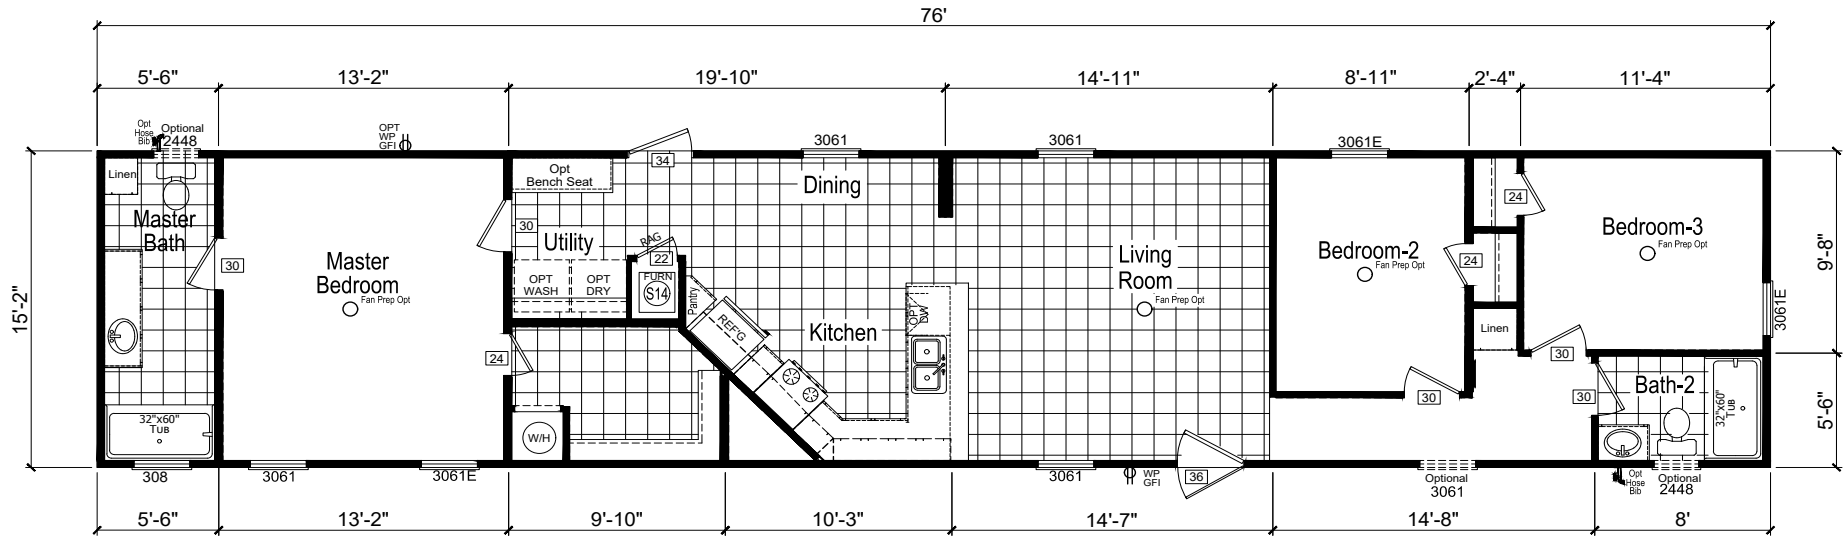 76'
5'-6"
13'-2"
19'-10"
14'-11"
8'-11"
2'-4"
11'-4"
Opt
Hose
Bib
Optional
2448
OPT
WP
GFI
34
3061
3061
3061E
Linen
Master
Bath
30
Master
Bedroom
Fan Prep Opt
30
Opt
Bench Seat
Utility
RAG
22
OPT
WASH
OPT
DRY
FURN
S14
Pantry
REF'G
Dining
Kitchen
OPT
DW
Living
Room
Fan Prep Opt
Bedroom-2
Fan Prep Opt
24
24
Bedroom-3
Fan Prep Opt
Linen
30
30
30
Bath-2
32"x60"
TUB
3061E
15'-2"
9'-8"
5'-6"
24
W/H
32"x60"
TUB
308
3061
3061E
3061
WP
GFI
36
Optional
3061
Opt
Hose
Bib
Optional
2448
5'-6"
13'-2"
9'-10"
10'-3"
14'-7"
14'-8"
8'